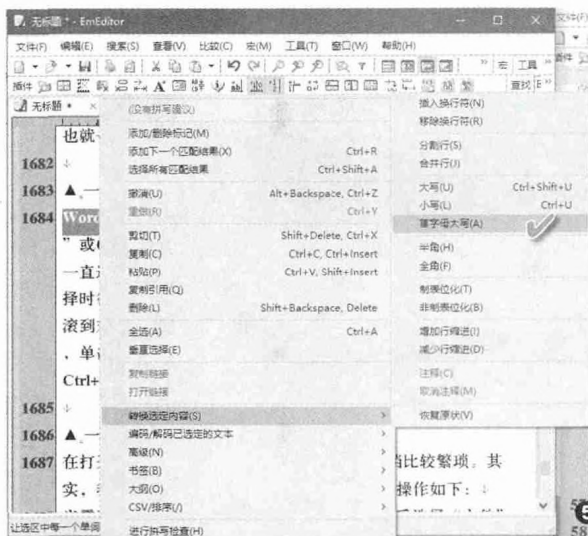 无标题 * - EmEditor
文件(F) 编辑(E) 搜索(S) 查看(V) 比较(C) 宏(M) 工具(T) 窗口(W) 帮助(H)
文件(F)
宏 工具
插件
查找
无标题 *
(没有拼写建议)
添加/删除标记(M)
添加下一个匹配结果(X) Ctrl+R
选择所有匹配结果 Ctrl+Shift+A
撤消(U) Alt+Backspace, Ctrl+Z
重做(R) Ctrl+Y
剪切(T) Shift+Delete, Ctrl+X
复制(C) Ctrl+C, Ctrl+Insert
粘贴(P) Ctrl+V, Shift+Insert
复制引用(Q)
删除(L) Shift+Backspace, Delete
全选(A) Ctrl+A
垂直选择(E)
复制链接
打开链接
转换选定内容(S)
编码/解码已选定的文本
高级(N)
书签(B)
大纲(O)
CSV/排序(/)
进行拼写检查(H)
插入换行符(N)
移除换行符(R)
分割行(S)
合并行(J)
大写(U) Ctrl+Shift+U
小写(L) Ctrl+U
首字母大写(A)
半角(H)
全角(F)
制表位化(T)
非制表位化(B)
增加行缩进(I)
减少行缩进(D)
注释(C)
取消注释(M)
恢复原状(V)
也就
1682
1683 ▲
1684 Word
” 或
一直
择时
滚到
，单
Ctrl+
1685
1686 ▲
1687 在打 比较繁琐。其
实， 操作如下：
让选区中每一个单词
58